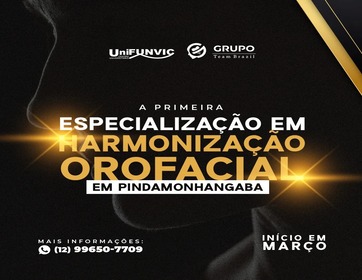 UniFUNVIC
GRUPO
Team Brasil
A PRIMEIRA
ESPECIALIZAÇÃO EM
HARMONIZAÇÃO
OROFACIAL
EM PINDAMONHANGABA
MAIS INFORMAÇÕES:
(12) 99650-7709
INÍCIO EM
MARÇO